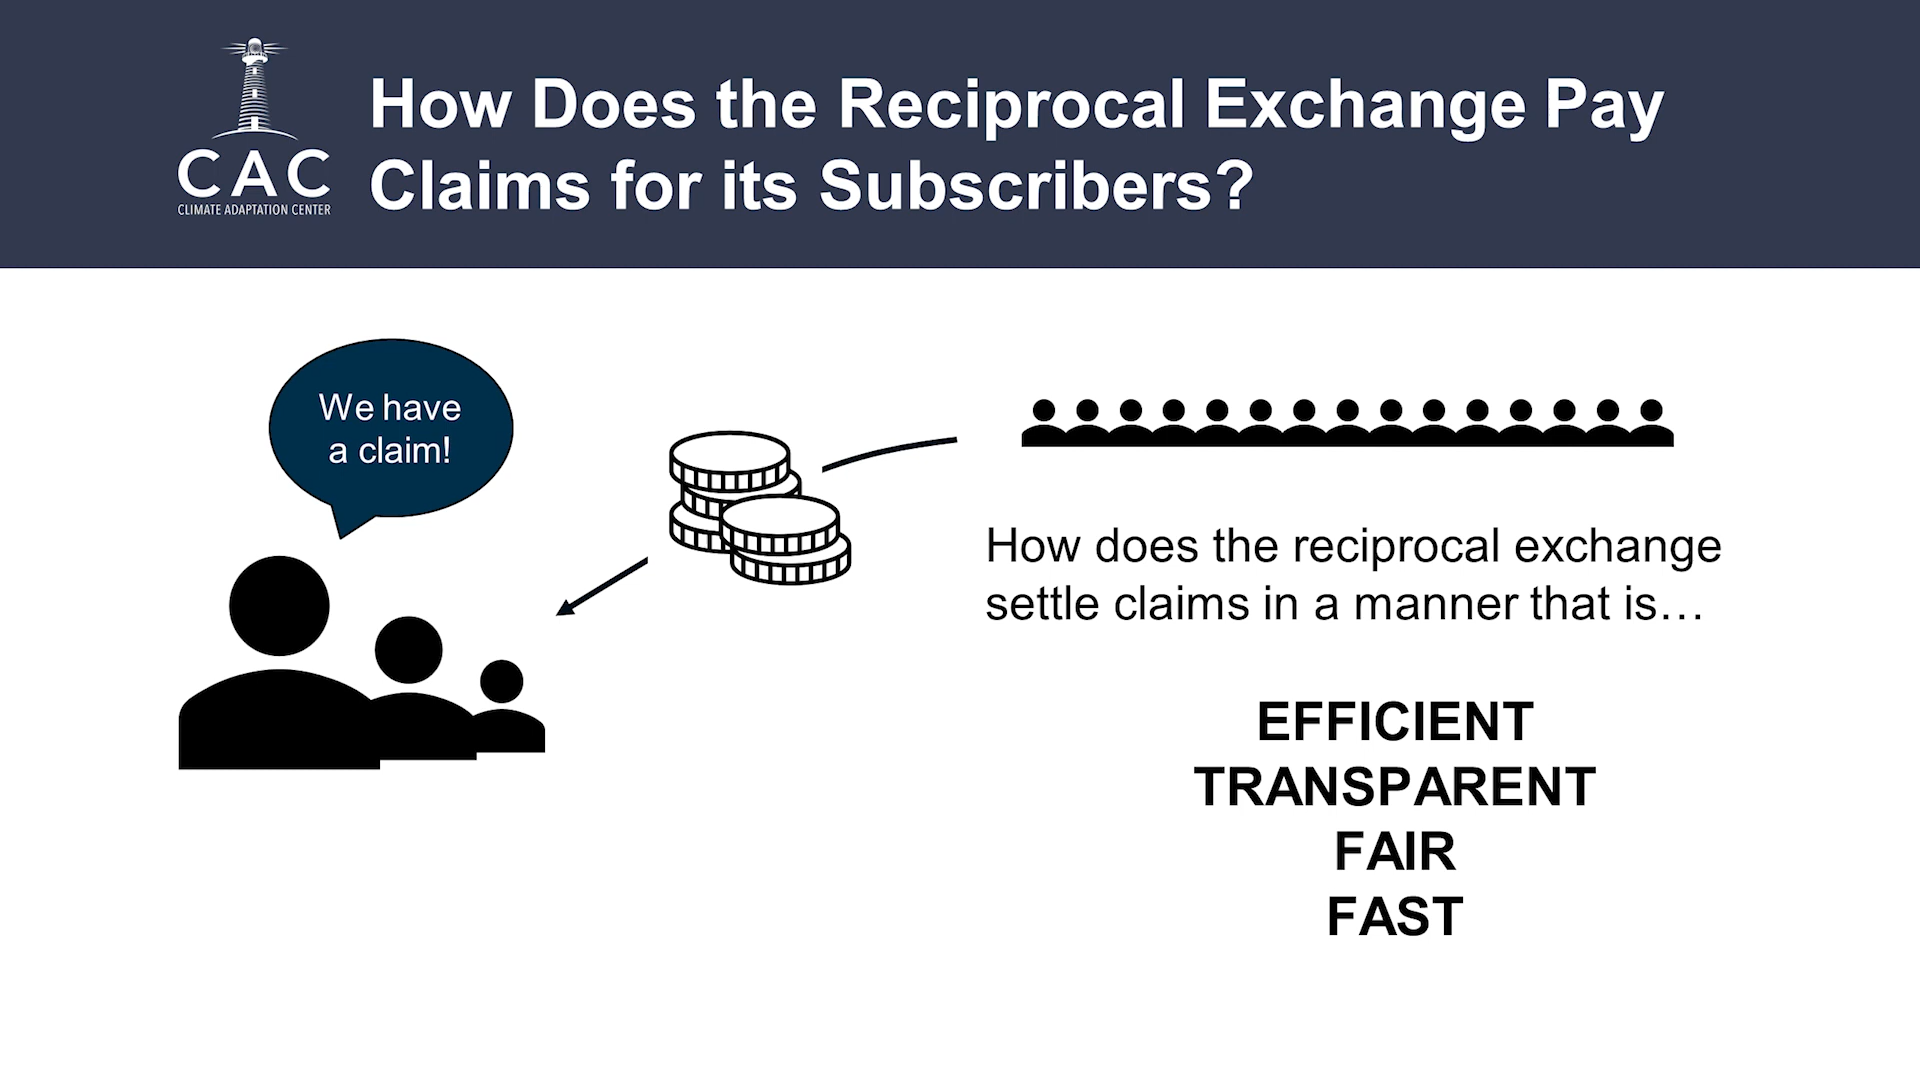 CAC
CLIMATE ADAPTATION CENTER
How Does the Reciprocal Exchange Pay
Claims for its Subscribers?
We have
a claim!
How does the reciprocal exchange
settle claims in a manner that is…
EFFICIENT
TRANSPARENT
FAIR
FAST